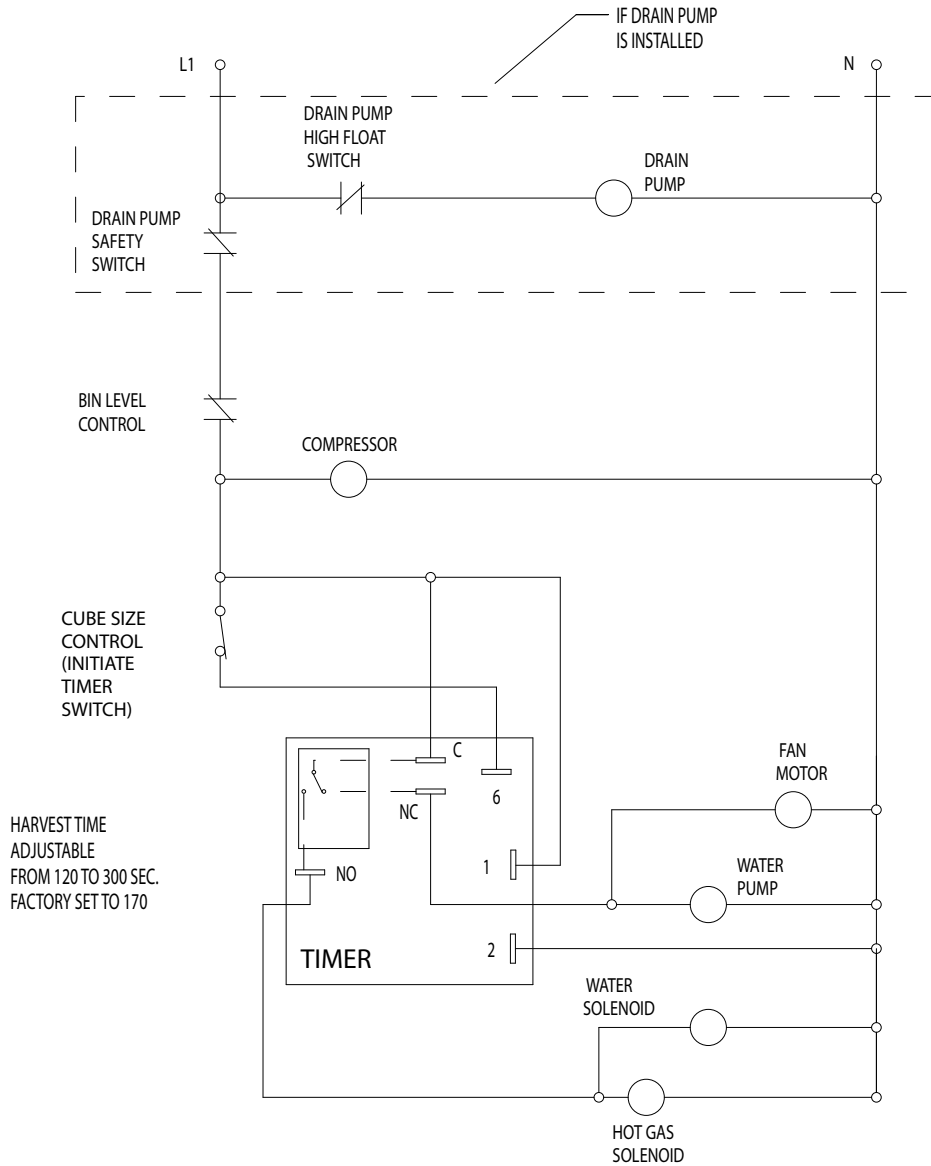 IF DRAIN PUMP
IS INSTALLED
L1
N
DRAIN PUMP
HIGH FLOAT
SWITCH
DRAIN
PUMP
DRAIN PUMP
SAFETY
SWITCH
BIN LEVEL
CONTROL
COMPRESSOR
CUBE SIZE
CONTROL
(INITIATE
TIMER
SWITCH)
C
6
NC
FAN
MOTOR
HARVEST TIME
ADJUSTABLE
FROM 120 TO 300 SEC.
FACTORY SET TO 170
NO
1
WATER
PUMP
2
TIMER
WATER
SOLENOID
HOT GAS
SOLENOID